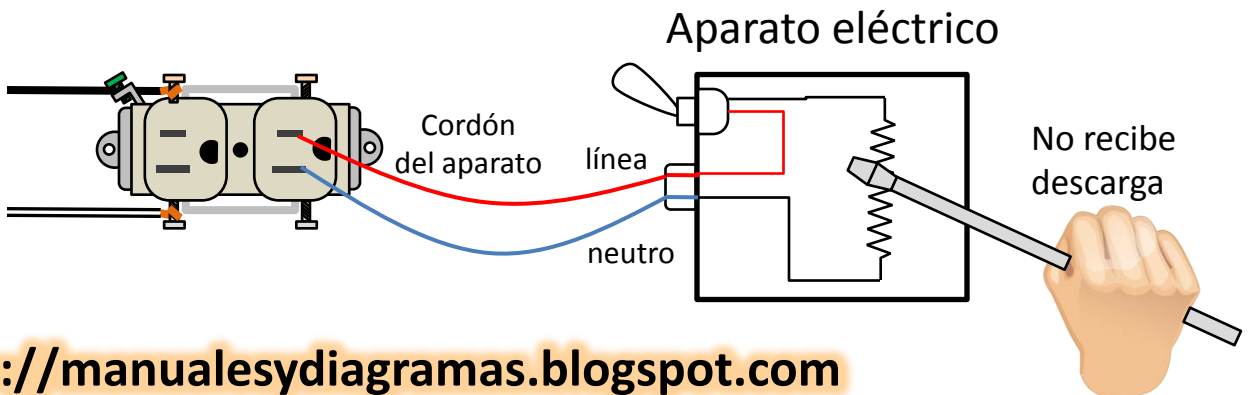 Aparato eléctrico
Cordón
del aparato
línea
neutro
No recibe
descarga
://manualesydiagramas.blogspot.com